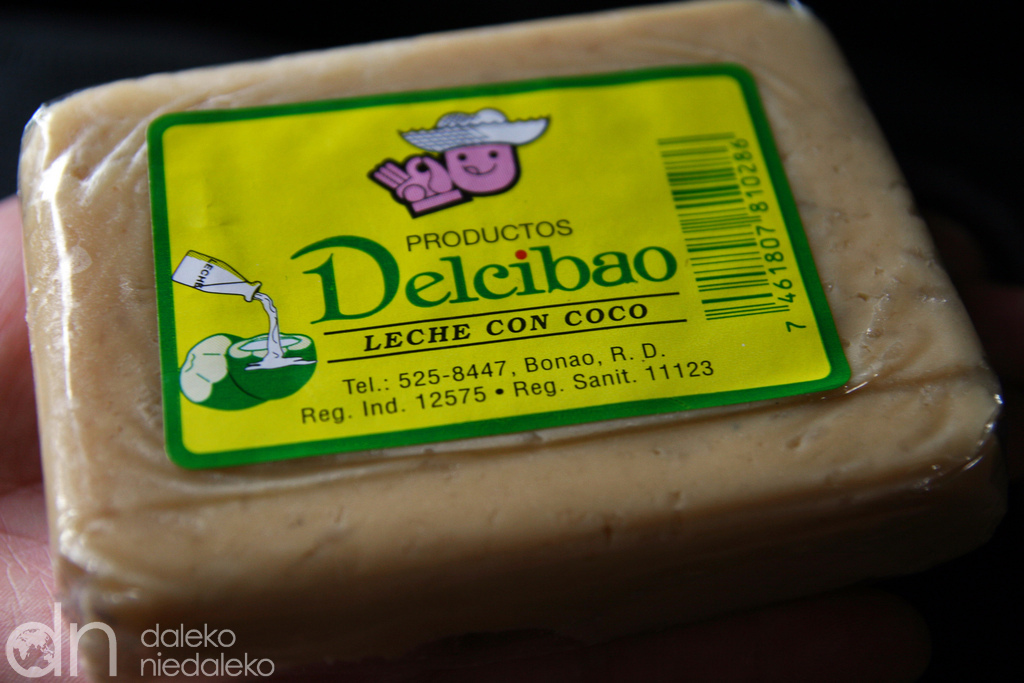 PRODUCTOS
Delcibao
LECHE CON COCO
LECHE
Tel.: 525-8447, Bonao, R. D.
Reg. Ind. 12575 • Reg. Sanit. 11123
7 461807 810286
dn daleko
niedaleko